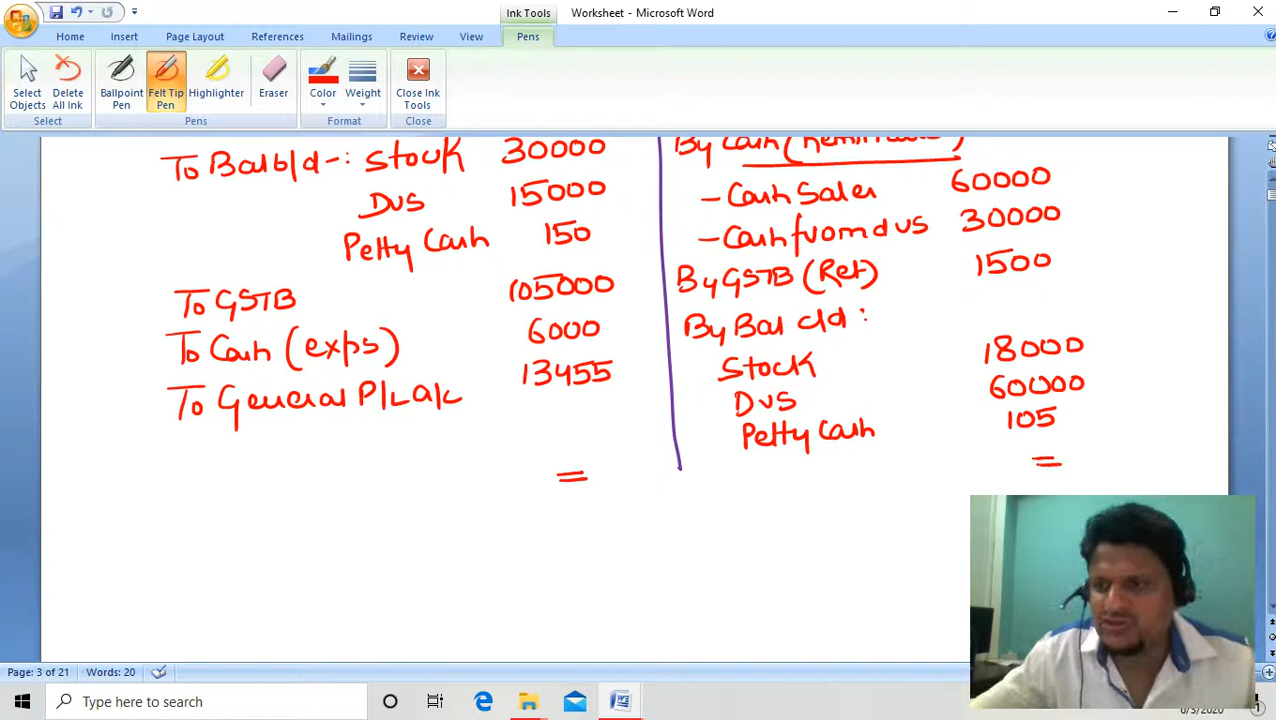 Ink Tools
Worksheet - Microsoft Word
Home Insert Page Layout References Mailings Review View Pens
Select Objects
Delete All Ink
Ballpoint Pen
Felt Tip Pen
Highlighter
Eraser
Color
Weight
Close Ink Tools
Select Pens Format Close
To Bal b/d -: Stock 30000
Dvs 15000
Petty Cash 150
To GSTB 105000
To Cash (exps) 6000
To General P/L a/c 13455
=
By Cash (Remittance)
- Cash Sales 60000
- Cash from dvs 30000
By GSTB (Ret) 1500
By Bal c/d :
Stock 18000
Dvs 60000
Petty Cash 105
=
Page: 3 of 21 Words: 20
Type here to search
6/3/2020